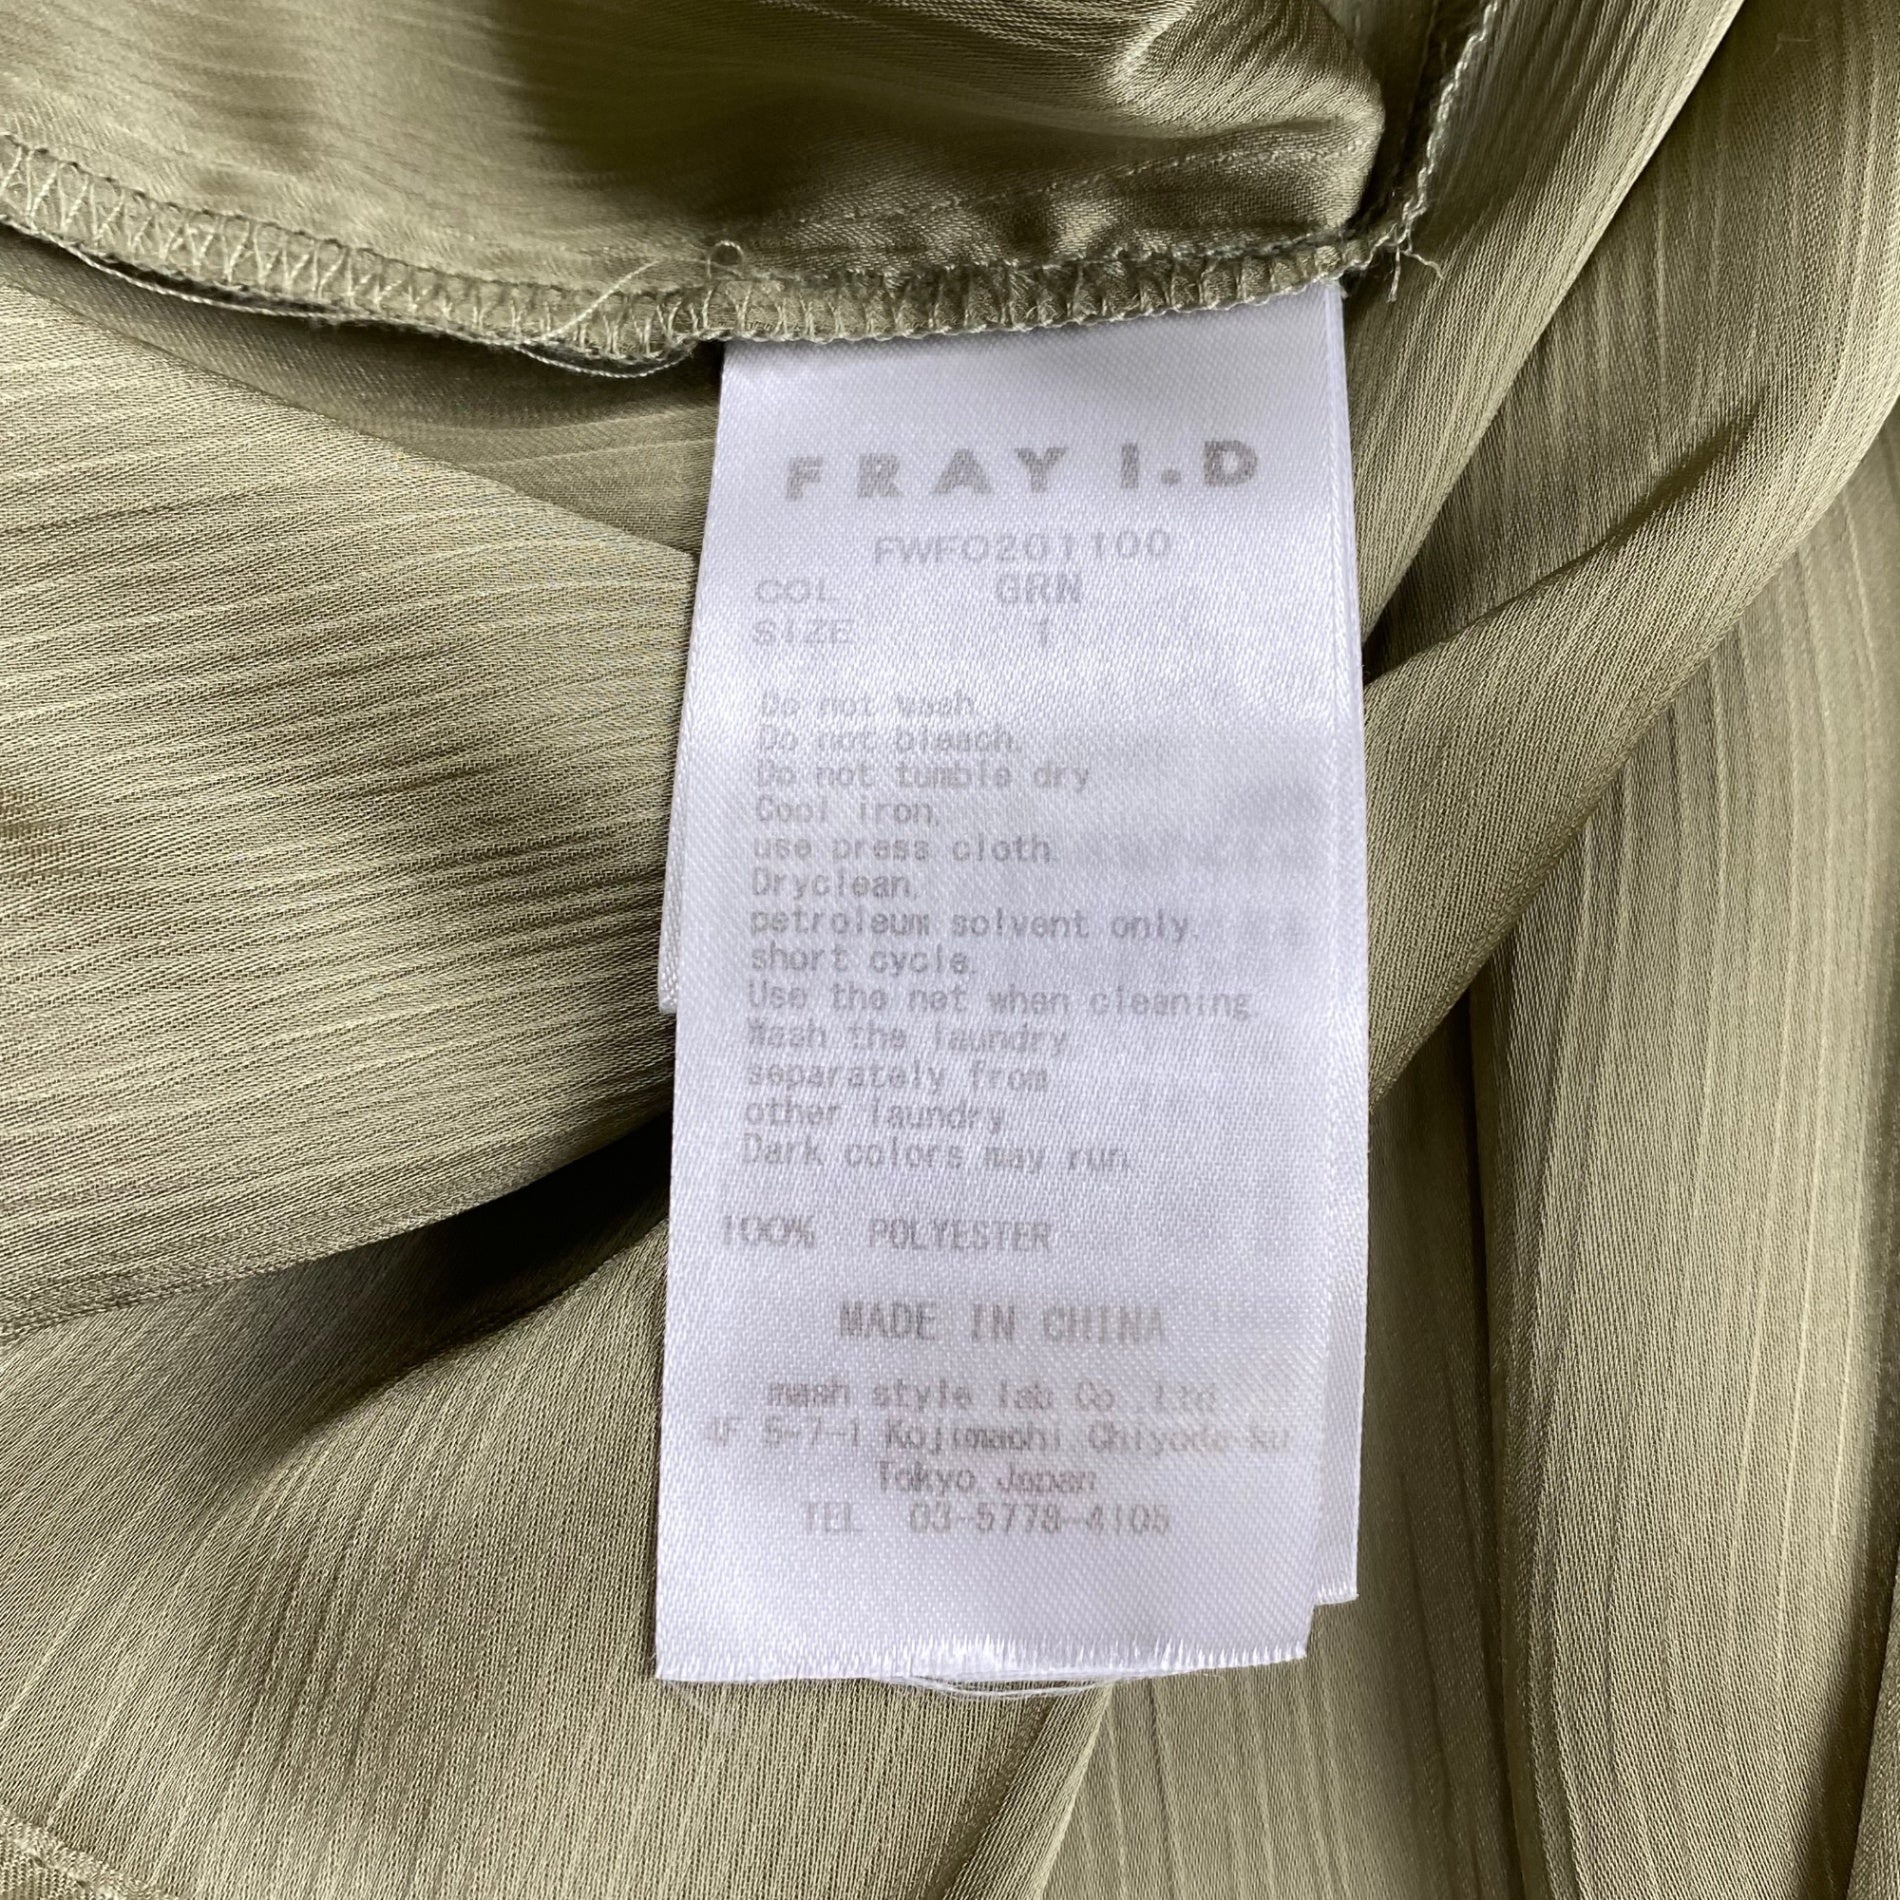 FRAY I.D
FWFO201100
COL GRN
SIZE 1
Do not wash.
Do not bleach.
Do not tumble dry
Cool iron.
use press cloth.
Dryclean.
petroleum solvent only.
short cycle.
Use the net when cleaning
Wash the laundry
separately from
other laundry.
Dark colors may run.
100% POLYESTER
MADE IN CHINA
mash style lab Co.,Ltd.
4F 5-7-1 Kojimachi Chiyoda-ku
Tokyo Japan
TEL 03-5778-4105